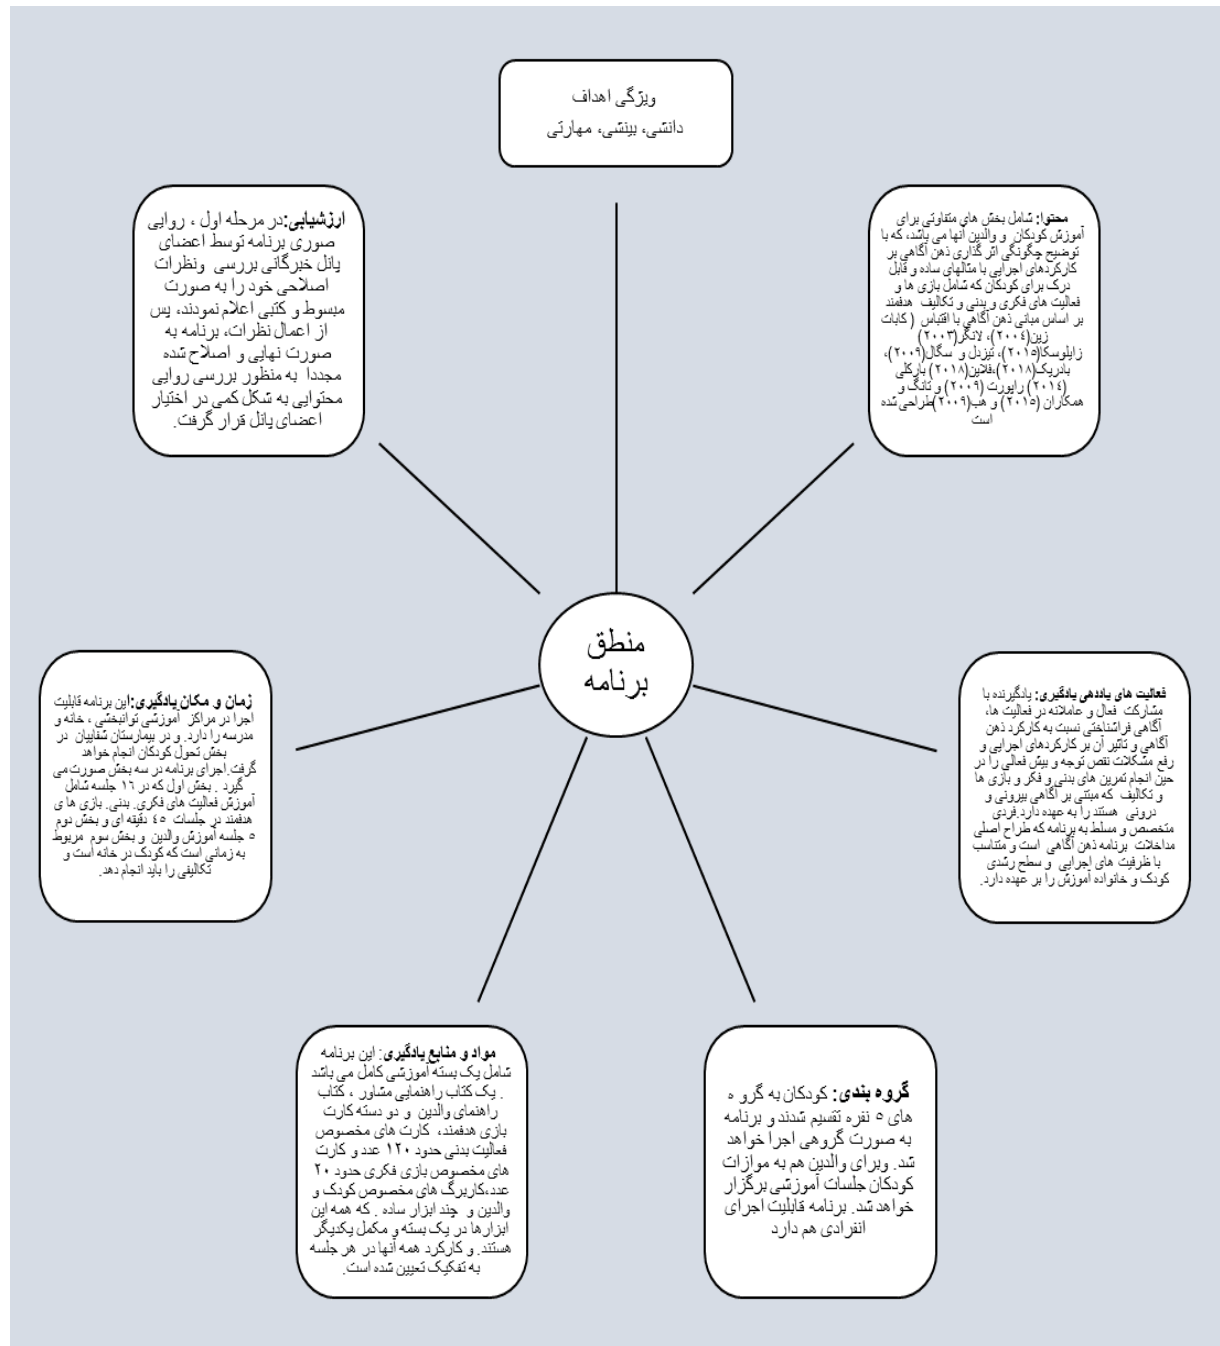 ویژگی اهداف
دانشی، بینشی، مهارتی
محتوا: شامل بخش های متفاوتی برای
آموزش کودکان و والدین آنها می باشد، که با
توضیح چگونگی اثر گذاری ذهن آگاهی بر
کارکردهای اجرایی با مثالهای ساده و قابل
درک برای کودکان که شامل بازی ها و
فعالیت های فکری و بدنی و تکالیف هدفمند
بر اساس مبانی ذهن آگاهی با اقتباس ( کابات
زین(۲۰۰٤)، لانگر(۲۰۰۳)
زایلوسکا(۲۰۱٥)، تیزدل و سگال(۲۰۰۹)،
بادریک(۲۰۱۸)،فلاین(۲۰۱۸) بارکلی
(۲۰۱٤) راپورت (۲۰۰۹) و تانگ و
همکاران (۲۰۱٥) و هب(۲۰۰۹)طراحی شده
است
ارزشیابی:در مرحله اول ، روایی
صوری برنامه توسط اعضای
پانل خبرگانی بررسی ونظرات
اصلاحی خود را به صورت
مبسوط و کتبی اعلام نمودند، پس
از اعمال نظرات، برنامه به
صورت نهایی و اصلاح شده
مجددا به منظور بررسی روایی
محتوایی به شکل کمی در اختیار
اعضای پانل قرار گرفت.
منطق
برنامه
فعالیت های یاددهی یادگیری: یادگیرنده با
مشارکت فعال و عاملانه در فعالیت ها،
آگاهی فراشناختی نسبت به کارکرد ذهن
آگاهی و تاثیر آن بر کارکردهای اجرایی و
رفع مشکلات نقص توجه و بیش فعالی را در
حین انجام تمرین های بدنی و فکر و بازی ها
و تکالیف که مبتنی بر آگاهی بیرونی و
درونی هستند را به عهده دارد.فردی
متخصص و مسلط به برنامه که طراح اصلی
مداخلات برنامه ذهن آگاهی است و متناسب
با ظرفیت های اجرایی و سطح رشدی
کودک و خانواده آموزش را بر عهده دارد.
زمان و مکان یادگیری:این برنامه قابلیت
اجرا در مراکز آموزشی توانبخشی ، خانه و
مدرسه را دارد. و در بیمارستان شفاییان در
بخش تحول کودکان انجام خواهد
گرفت.اجرای برنامه در سه بخش صورت می
گیرد . بخش اول که در ۱٦ جلسه شامل
آموزش فعالیت های فکری. بدنی. بازی ها ی
هدفمند در جلسات ٤٥ دقیقه ای و بخش دوم
٥ جلسه آموزش والدین و بخش سوم مربوط
به زمانی است که کودک در خانه است و
تکالیفی را باید انجام دهد.
گروه بندی: کودکان به گرو ه
های ٥ نفره تقسیم شدند و برنامه
به صورت گروهی اجرا خواهد
شد. وبرای والدین هم به موازات
کودکان جلسات آموزشی برگزار
خواهد شد. برنامه قابلیت اجرای
انفرادی هم دارد
مواد و منابع یادگیری: این برنامه
شامل یک بسته آموزشی کامل می باشد
. یک کتاب راهنمایی مشاور ، کتاب
راهنمای والدین و دو دسته کارت
بازی هدفمند، کارت های مخصوص
فعالیت بدنی حدود ۱۲۰ عدد و کارت
های مخصوص بازی فکری حدود ۲۰
عدد،کاربرگ های مخصوص کودک و
والدین و چند ابزار ساده . که همه این
ابزارها در یک بسته و مکمل یکدیگر
هستند. و کارکرد همه آنها در هر جلسه
به تفکیک تعیین شده است.